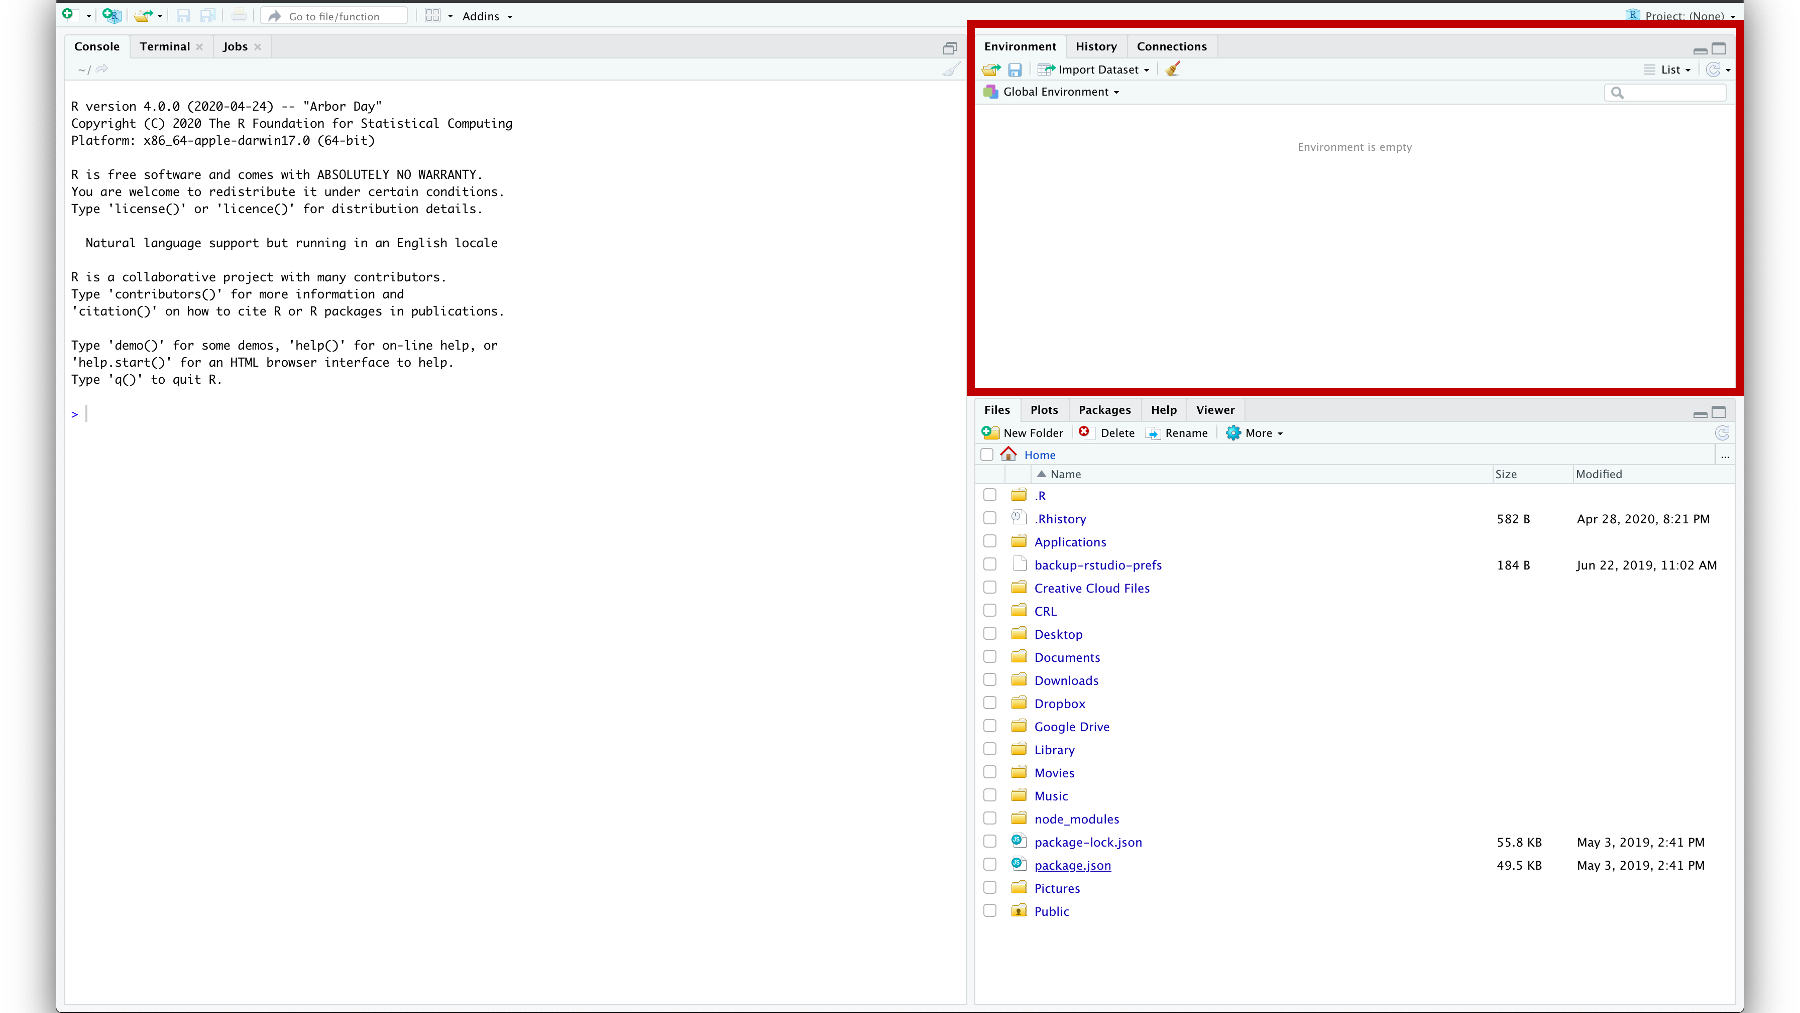 Go to file/function
Addins
Project: (None)
Console
Terminal
Jobs
~/
R version 4.0.0 (2020-04-24) -- "Arbor Day"
Copyright (C) 2020 The R Foundation for Statistical Computing
Platform: x86_64-apple-darwin17.0 (64-bit)
R is free software and comes with ABSOLUTELY NO WARRANTY.
You are welcome to redistribute it under certain conditions.
Type 'license()' or 'licence()' for distribution details.
Natural language support but running in an English locale
R is a collaborative project with many contributors.
Type 'contributors()' for more information and
'citation()' on how to cite R or R packages in publications.
Type 'demo()' for some demos, 'help()' for on-line help, or
'help.start()' for an HTML browser interface to help.
Type 'q()' to quit R.
>
Environment
History
Connections
Import Dataset
List
Global Environment
Environment is empty
Files
Plots
Packages
Help
Viewer
New Folder
Delete
Rename
More
Home
...
Name
Size
Modified
.R
.Rhistory 582 B Apr 28, 2020, 8:21 PM
Applications
backup-rstudio-prefs 184 B Jun 22, 2019, 11:02 AM
Creative Cloud Files
CRL
Desktop
Documents
Downloads
Dropbox
Google Drive
Library
Movies
Music
node_modules
package-lock.json 55.8 KB May 3, 2019, 2:41 PM
package.json 49.5 KB May 3, 2019, 2:41 PM
Pictures
Public